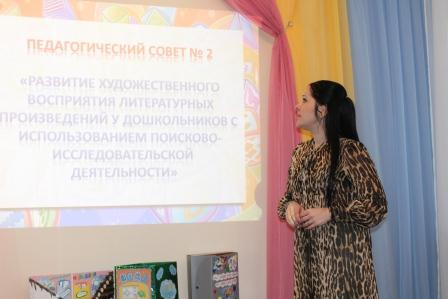 ПЕДАГОГИЧЕСКИЙ СОВЕТ № 2
«РАЗВИТИЕ ХУДОЖЕСТВЕННОГО
ВОСПРИЯТИЯ ЛИТЕРАТУРНЫХ
ПРОИЗВЕДЕНИЙ У ДОШКОЛЬНИКОВ С
ИСПОЛЬЗОВАНИЕМ ПОИСКОВО-
ИССЛЕДОВАТЕЛЬСКОЙ
ДЕЯТЕЛЬНОСТИ»